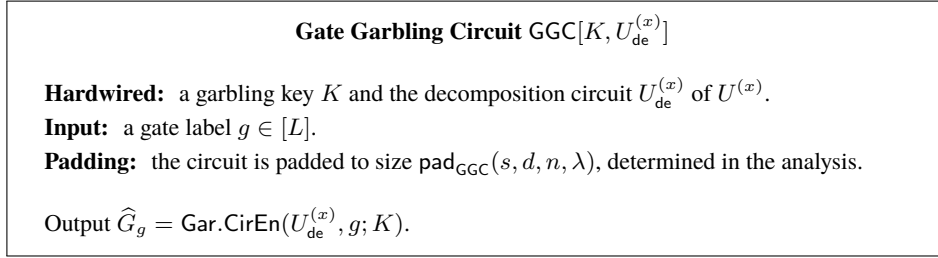 Gate Garbling Circuit GGC[K, U_de^(x)]
Hardwired: a garbling key K and the decomposition circuit U_de^(x) of U^(x).
Input: a gate label g ∈ [L].
Padding: the circuit is padded to size pad_GGC(s, d, n, λ), determined in the analysis.
Output Ĝ_g = Gar.CirEn(U_de^(x), g; K).